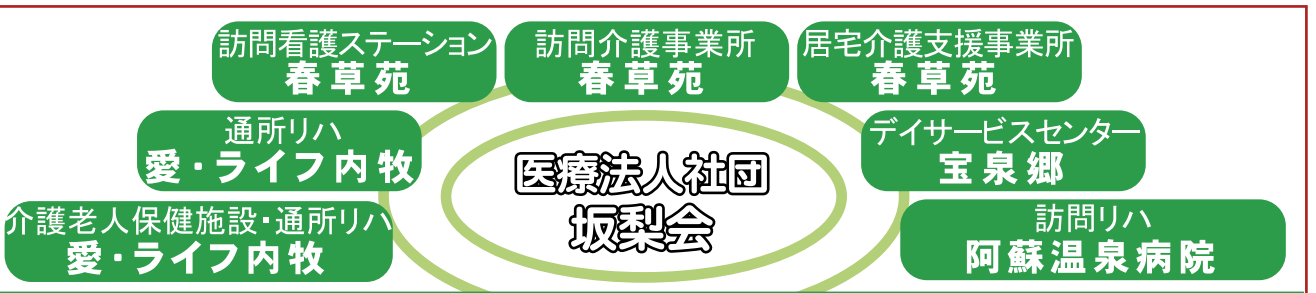 訪問看護ステーション
春草苑
訪問介護事業所
春草苑
居宅介護支援事業所
春草苑
通所リハ
愛・ライフ内牧
デイサービスセンター
宝泉郷
介護老人保健施設・通所リハ
愛・ライフ内牧
医療法人社団
坂梨会
訪問リハ
阿蘇温泉病院